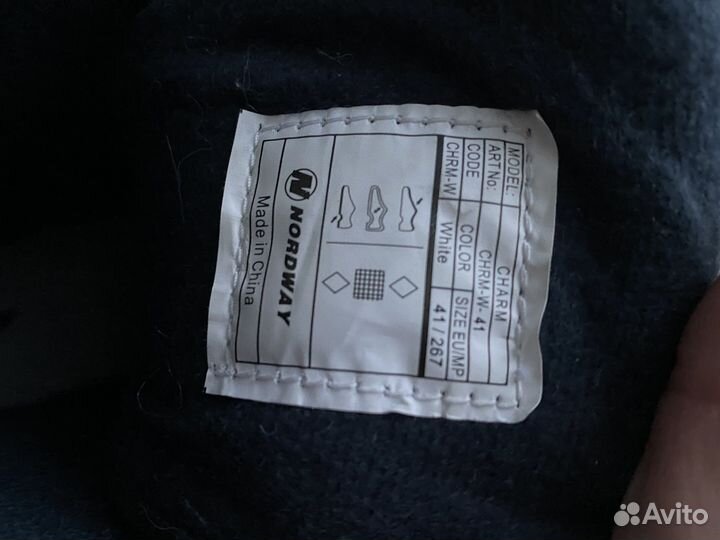 MODEL: CHARM
ART No: CHRM-W- 41
CODE COLOR SIZE EU/MP
CHRM-W White 41 / 267
NORDWAY
Made in China
Avito